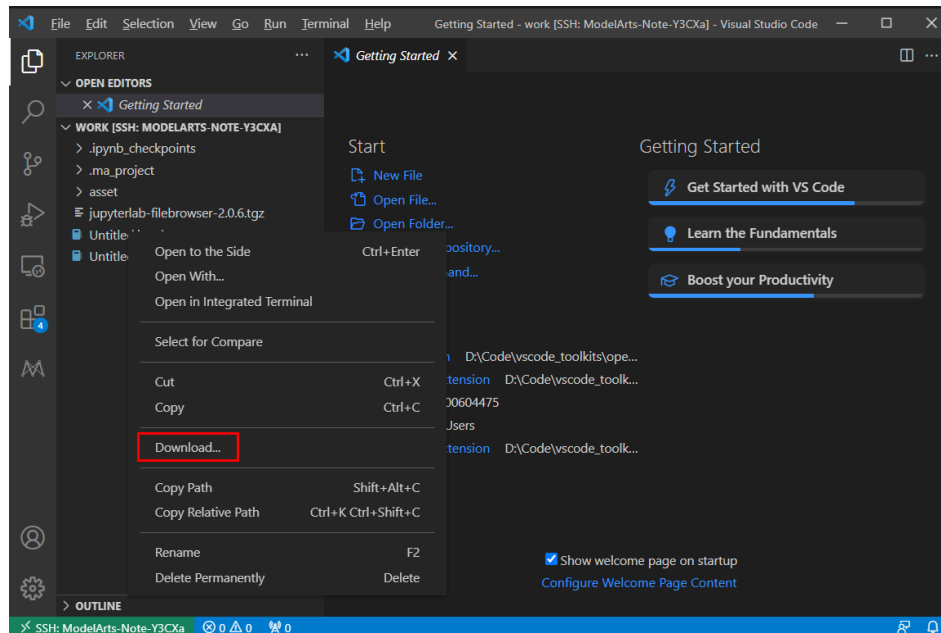 File Edit Selection View Go Run Terminal Help Getting Started - work [SSH: ModelArts-Note-Y3CXa] - Visual Studio Code
EXPLORER
Getting Started
OPEN EDITORS
Getting Started
WORK [SSH: MODELARTS-NOTE-Y3CXA]
.ipynb_checkpoints
.ma_project
asset
jupyterlab-filebrowser-2.0.6.tgz
Open to the Side Ctrl+Enter
Open With...
Open in Integrated Terminal
Select for Compare
Cut Ctrl+X
Copy Ctrl+C
Download...
Copy Path Shift+Alt+C
Copy Relative Path Ctrl+K Ctrl+Shift+C
Rename F2
Delete Permanently Delete
Start
New File
Open File...
Open Folder...
D:\Code\vscode_toolkits\ope...
D:\Code\vscode_toolk...
00604475
D:\Code\vscode_toolk...
Getting Started
Get Started with VS Code
Learn the Fundamentals
Boost your Productivity
Show welcome page on startup
Configure Welcome Page Content
OUTLINE
4
SSH: ModelArts-Note-Y3CXa 0 0 0